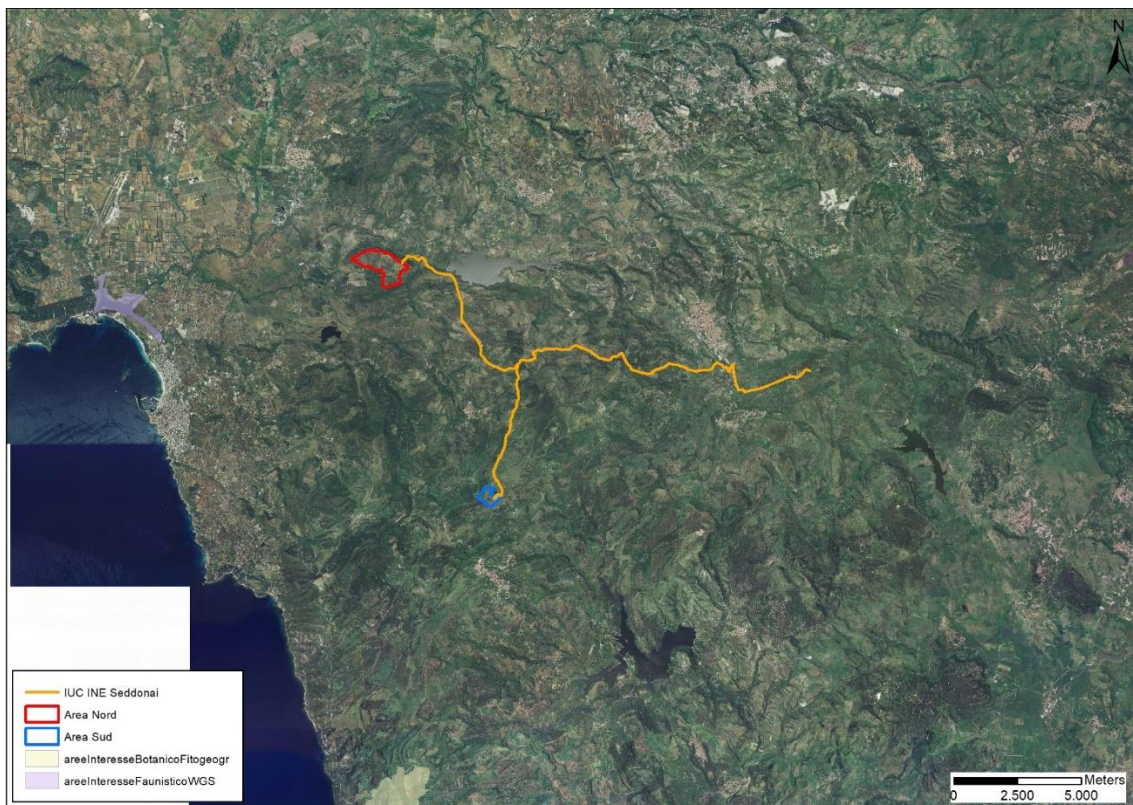 N
IUC INE Seddonai
Area Nord
Area Sud
areeInteresseBotanicoFitogeogr
areeInteresseFaunisticoWGS
Meters
0 2.500 5.000